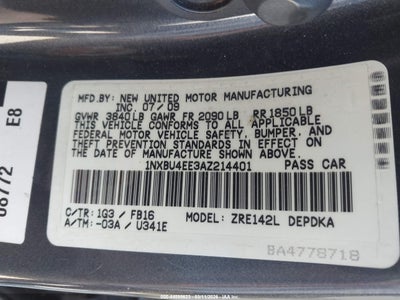 MFD.BY: NEW UNITED MOTOR MANUFACTURING
INC. 07/09
GVWR 3840LB GAWR FR 2090LB RR1850LB
THIS VEHICLE CONFORMS TO ALL APPLICABLE
FEDERAL MOTOR VEHICLE SAFETY, BUMPER, AND
THEFT PREVENTION STANDARDS IN EFFECT ON THE
DATE OF MANUFACTURE SHOWN ABOVE.
1NXBU4EE3AZ214401 PASS CAR
C/TR: 1G3 / FB16 MODEL: ZRE142L DEPDKA
A/TM: -03A / U341E
BA4778718
08772 E8